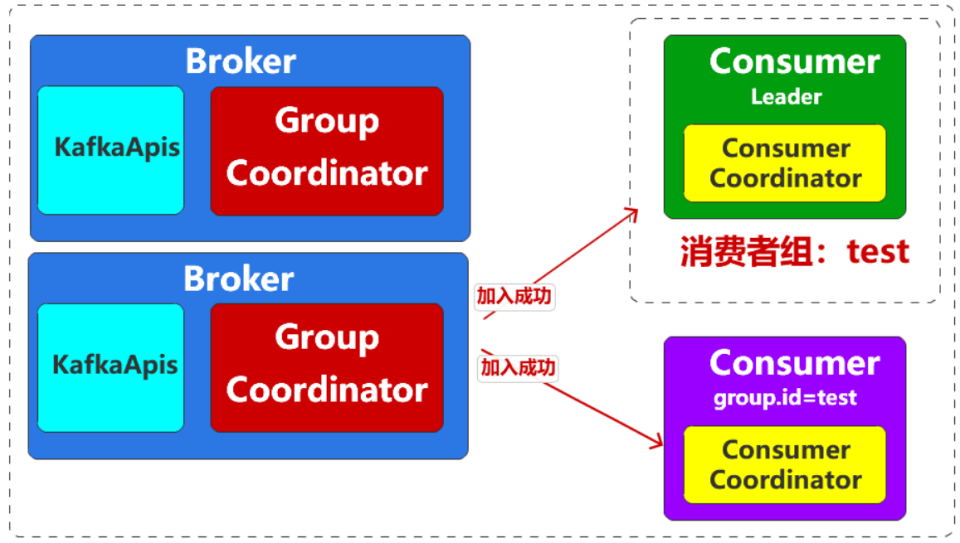 Broker
KafkaApis
Group
Coordinator
Broker
KafkaApis
Group
Coordinator
加入成功
加入成功
Consumer
Leader
Consumer
Coordinator
消费者组：test
Consumer
group.id=test
Consumer
Coordinator